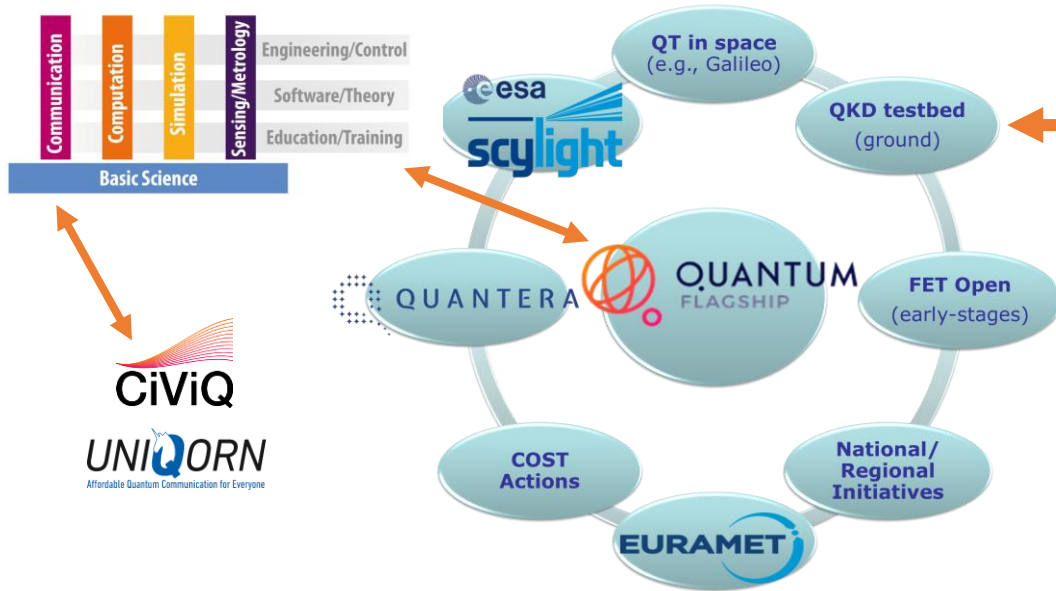 Communication
Computation
Simulation
Sensing/Metrology
Engineering/Control
Software/Theory
Education/Training
Basic Science
CiViQ
UNIQORN
Affordable Quantum Communication for Everyone
QT in space
(e.g., Galileo)
esa
scylight
QKD testbed
(ground)
QUANTERA
QUANTUM
FLAGSHIP
FET Open
(early-stages)
COST
Actions
National/
Regional
Initiatives
EURAMET